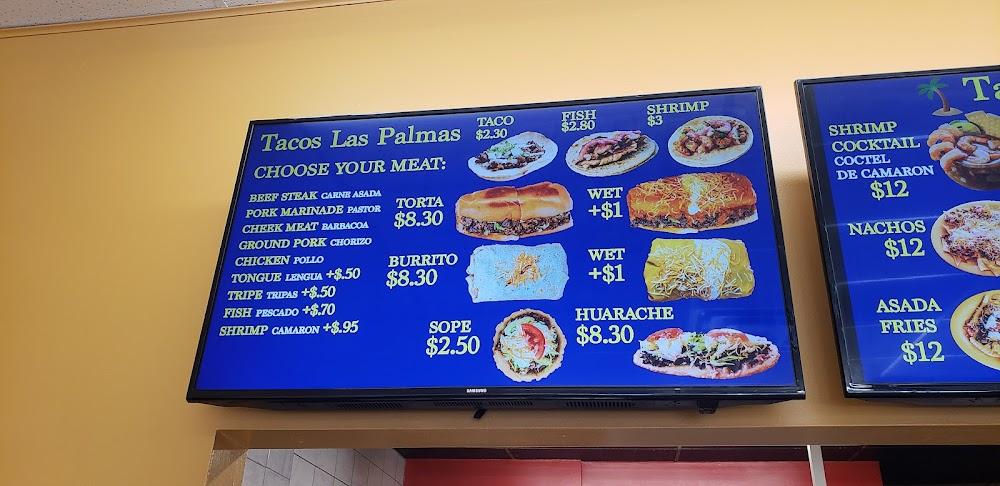 Tacos Las Palmas
TACO
$2.30
FISH
$2.80
SHRIMP
$3
CHOOSE YOUR MEAT:
BEEF STEAK CARNE ASADA
PORK MARINADE PASTOR
CHEEK MEAT BARBACOA
GROUND PORK CHORIZO
CHICKEN POLLO
TONGUE LENGUA +$.50
TRIPE TRIPAS +$.50
FISH PESCADO +$.70
SHRIMP CAMARON +$.95
TORTA
$8.30
WET
+$1
BURRITO
$8.30
WET
+$1
SOPE
$2.50
HUARACHE
$8.30
SAMSUNG
SHRIMP
COCKTAIL
COCTEL
DE CAMARON
$12
NACHOS
$12
ASADA
FRIES
$12